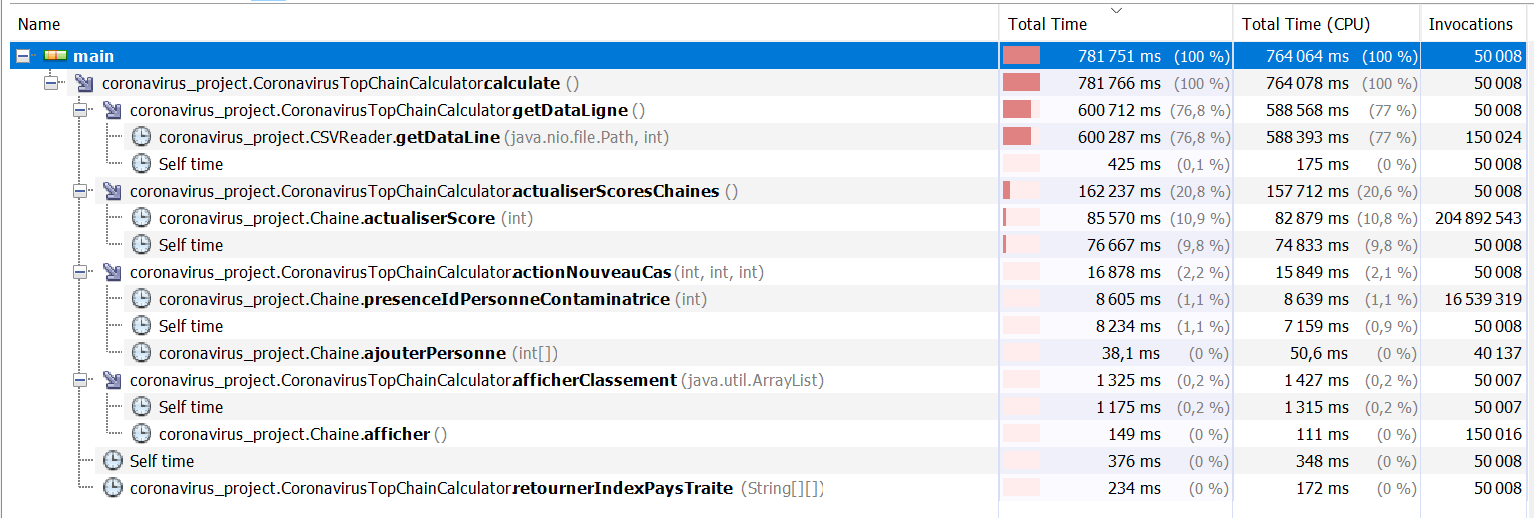 Name Total Time Total Time (CPU) Invocations
main 781 751 ms (100 %) 764 064 ms (100 %) 50 008
coronavirus_project.CoronavirusTopChainCalculator.calculate () 781 766 ms (100 %) 764 078 ms (100 %) 50 008
coronavirus_project.CoronavirusTopChainCalculator.getDataLigne () 600 712 ms (76,8 %) 588 568 ms (77 %) 50 008
coronavirus_project.CSVReader.getDataLine (java.nio.file.Path, int) 600 287 ms (76,8 %) 588 393 ms (77 %) 150 024
Self time 425 ms (0,1 %) 175 ms (0 %) 50 008
coronavirus_project.CoronavirusTopChainCalculator.actualiserScoresChaines () 162 237 ms (20,8 %) 157 712 ms (20,6 %) 50 008
coronavirus_project.Chaine.actualiserScore (int) 85 570 ms (10,9 %) 82 879 ms (10,8 %) 204 892 543
Self time 76 667 ms (9,8 %) 74 833 ms (9,8 %) 50 008
coronavirus_project.CoronavirusTopChainCalculator.actionNouveauCas (int, int, int) 16 878 ms (2,2 %) 15 849 ms (2,1 %) 50 008
coronavirus_project.Chaine.presenceIdPersonneContaminatrice (int) 8 605 ms (1,1 %) 8 639 ms (1,1 %) 16 539 319
Self time 8 234 ms (1,1 %) 7 159 ms (0,9 %) 50 008
coronavirus_project.Chaine.ajouterPersonne (int[]) 38,1 ms (0 %) 50,6 ms (0 %) 40 137
coronavirus_project.CoronavirusTopChainCalculator.afficherClassement (java.util.ArrayList) 1 325 ms (0,2 %) 1 427 ms (0,2 %) 50 007
Self time 1 175 ms (0,2 %) 1 315 ms (0,2 %) 50 007
coronavirus_project.Chaine.afficher () 149 ms (0 %) 111 ms (0 %) 150 016
Self time 376 ms (0 %) 348 ms (0 %) 50 008
coronavirus_project.CoronavirusTopChainCalculator.retournerIndexPaysTraite (String[][]) 234 ms (0 %) 172 ms (0 %) 50 008